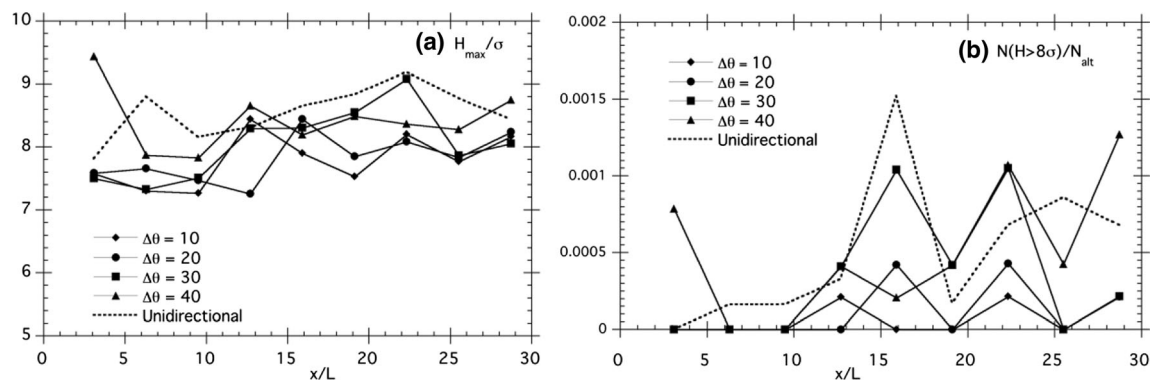 (a) H_max/σ
10
9
8
7
6
5
Δθ = 10
Δθ = 20
Δθ = 30
Δθ = 40
Unidirectional
0 5 10 15 20 25 30
x/L
(b) N(H>8σ)/N_alt
0.002
0.0015
0.001
0.0005
0
Δθ = 10
Δθ = 20
Δθ = 30
Δθ = 40
Unidirectional
0 5 10 15 20 25 30
x/L